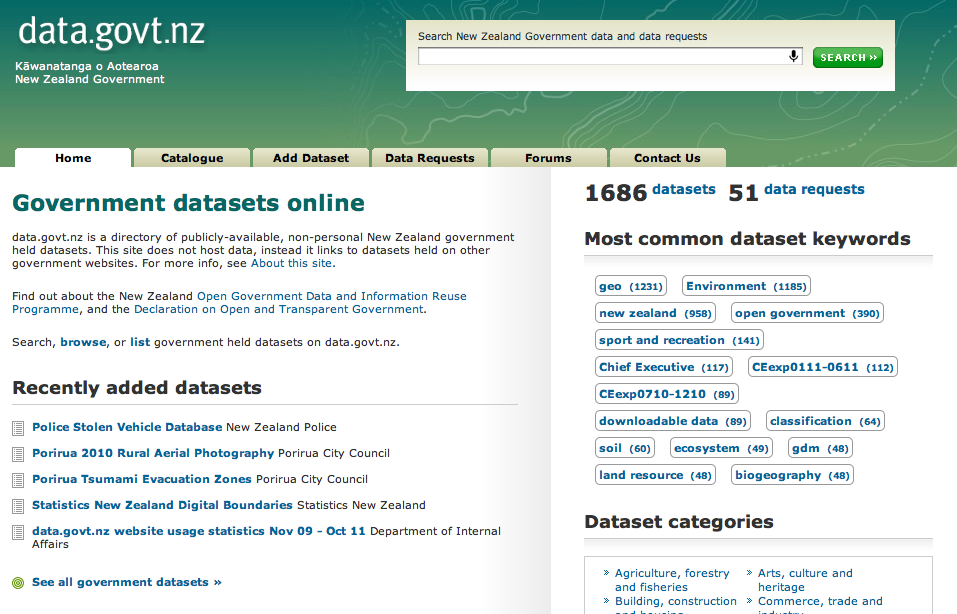 data.govt.nz
Kāwanatanga o Aotearoa
New Zealand Government
Search New Zealand Government data and data requests
SEARCH »
Home
Catalogue
Add Dataset
Data Requests
Forums
Contact Us
Government datasets online
data.govt.nz is a directory of publicly-available, non-personal New Zealand government
held datasets. This site does not host data, instead it links to datasets held on other
government websites. For more info, see About this site.
Find out about the New Zealand Open Government Data and Information Reuse
Programme, and the Declaration on Open and Transparent Government.
Search, browse, or list government held datasets on data.govt.nz.
Recently added datasets
Police Stolen Vehicle Database New Zealand Police
Porirua 2010 Rural Aerial Photography Porirua City Council
Porirua Tsumami Evacuation Zones Porirua City Council
Statistics New Zealand Digital Boundaries Statistics New Zealand
data.govt.nz website usage statistics Nov 09 - Oct 11 Department of Internal
Affairs
See all government datasets »
1686 datasets 51 data requests
Most common dataset keywords
geo (1231) Environment (1185)
new zealand (958) open government (390)
sport and recreation (141)
Chief Executive (117) CEexp0111-0611 (112)
CEexp0710-1210 (89)
downloadable data (89) classification (64)
soil (60) ecosystem (49) gdm (48)
land resource (48) biogeography (48)
Dataset categories
» Agriculture, forestry
and fisheries
» Building, construction
and housing
» Arts, culture and
heritage
» Commerce, trade and
industry